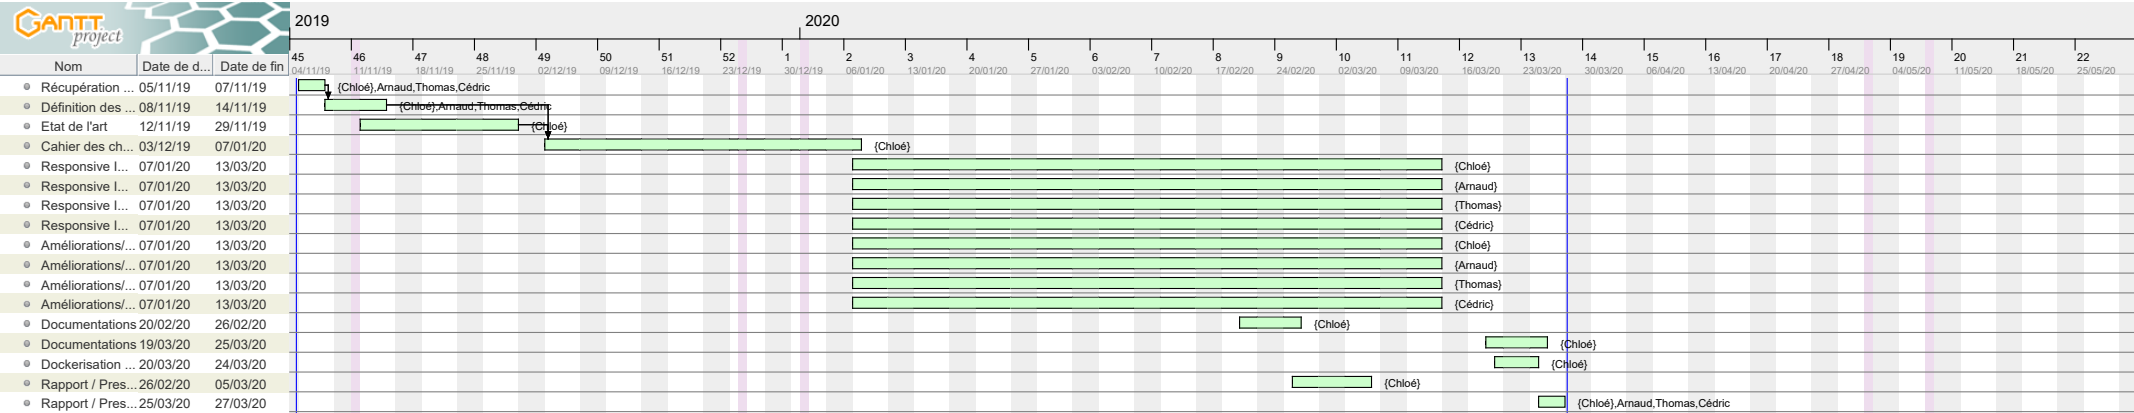 GANTT project
2019 2020
45 46 47 48 49 50 51 52 1 2 3 4 5 6 7 8 9 10 11 12 13 14 15 16 17 18 19 20 21 22
Nom Date de d... Date de fin 04/11/19 11/11/19 18/11/19 25/11/19 02/12/19 09/12/19 16/12/19 23/12/19 30/12/19 06/01/20 13/01/20 20/01/20 27/01/20 03/02/20 10/02/20 17/02/20 24/02/20 02/03/20 09/03/20 16/03/20 23/03/20 30/03/20 06/04/20 13/04/20 20/04/20 27/04/20 04/05/20 11/05/20 18/05/20 25/05/20
Récupération ... 05/11/19 07/11/19 {Chloé},Arnaud,Thomas,Cédric
Définition des ... 08/11/19 14/11/19 {Chloé},Arnaud,Thomas,Cédric
Etat de l'art 12/11/19 29/11/19 {Chloé}
Cahier des ch... 03/12/19 07/01/20 {Chloé}
Responsive I... 07/01/20 13/03/20 {Chloé}
Responsive I... 07/01/20 13/03/20 {Arnaud}
Responsive I... 07/01/20 13/03/20 {Thomas}
Responsive I... 07/01/20 13/03/20 {Cédric}
Améliorations/... 07/01/20 13/03/20 {Chloé}
Améliorations/... 07/01/20 13/03/20 {Arnaud}
Améliorations/... 07/01/20 13/03/20 {Thomas}
Améliorations/... 07/01/20 13/03/20 {Cédric}
Documentations 20/02/20 26/02/20 {Chloé}
Documentations 19/03/20 25/03/20 {Chloé}
Dockerisation ... 20/03/20 24/03/20 {Chloé}
Rapport / Pres... 26/02/20 05/03/20 {Chloé}
Rapport / Pres... 25/03/20 27/03/20 {Chloé},Arnaud,Thomas,Cédric